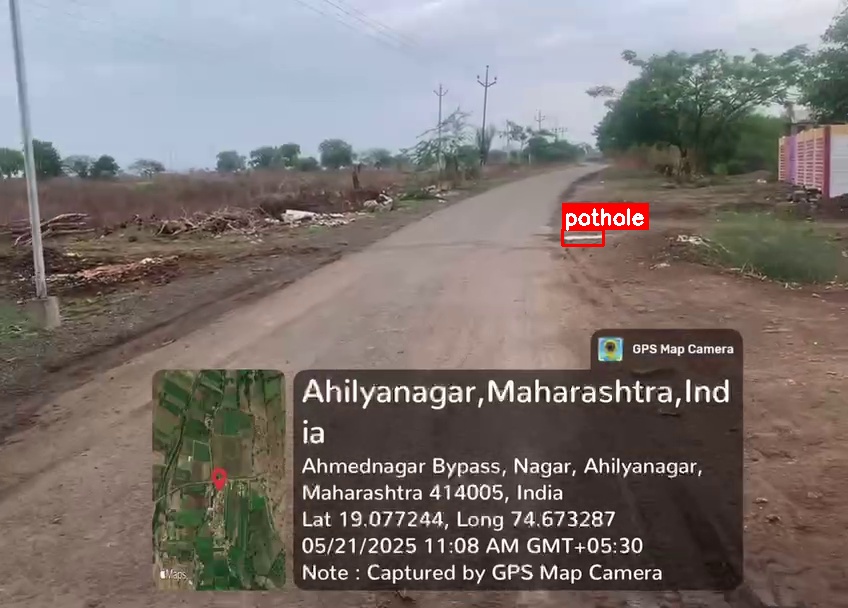 pothole
GPS Map Camera
Ahilyanagar,Maharashtra,Ind
ia
Ahmednagar Bypass, Nagar, Ahilyanagar,
Maharashtra 414005, India
Lat 19.077244, Long 74.673287
05/21/2025 11:08 AM GMT+05:30
Note : Captured by GPS Map Camera
Maps